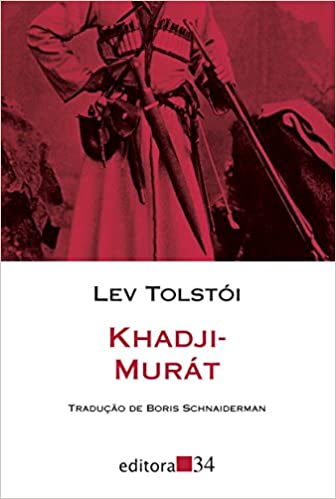 LEV TOLSTÓI
KHADJI-
MURÁT
TRADUÇÃO DE BORIS SCHNAIDERMAN
editora 34